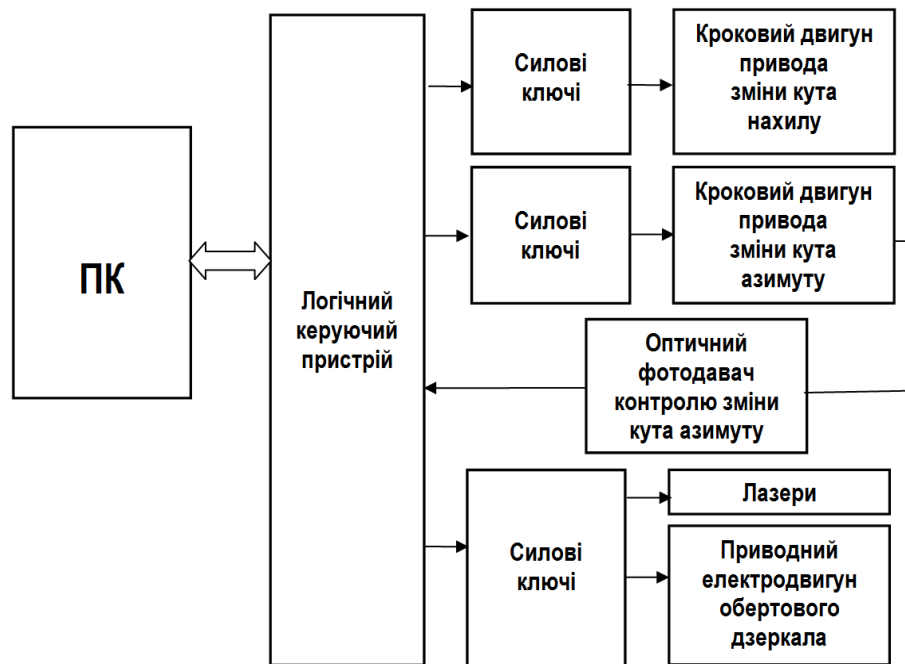 Силові
ключі
Кроковий двигун
привода
зміни кута
нахилу
ПК
Логічний
керуючий
пристрій
Силові
ключі
Кроковий двигун
привода
зміни кута
азимуту
Оптичний
фотодавач
контролю зміни
кута азимуту
Силові
ключі
Лазери
Приводний
електродвигун
обертового
дзеркала